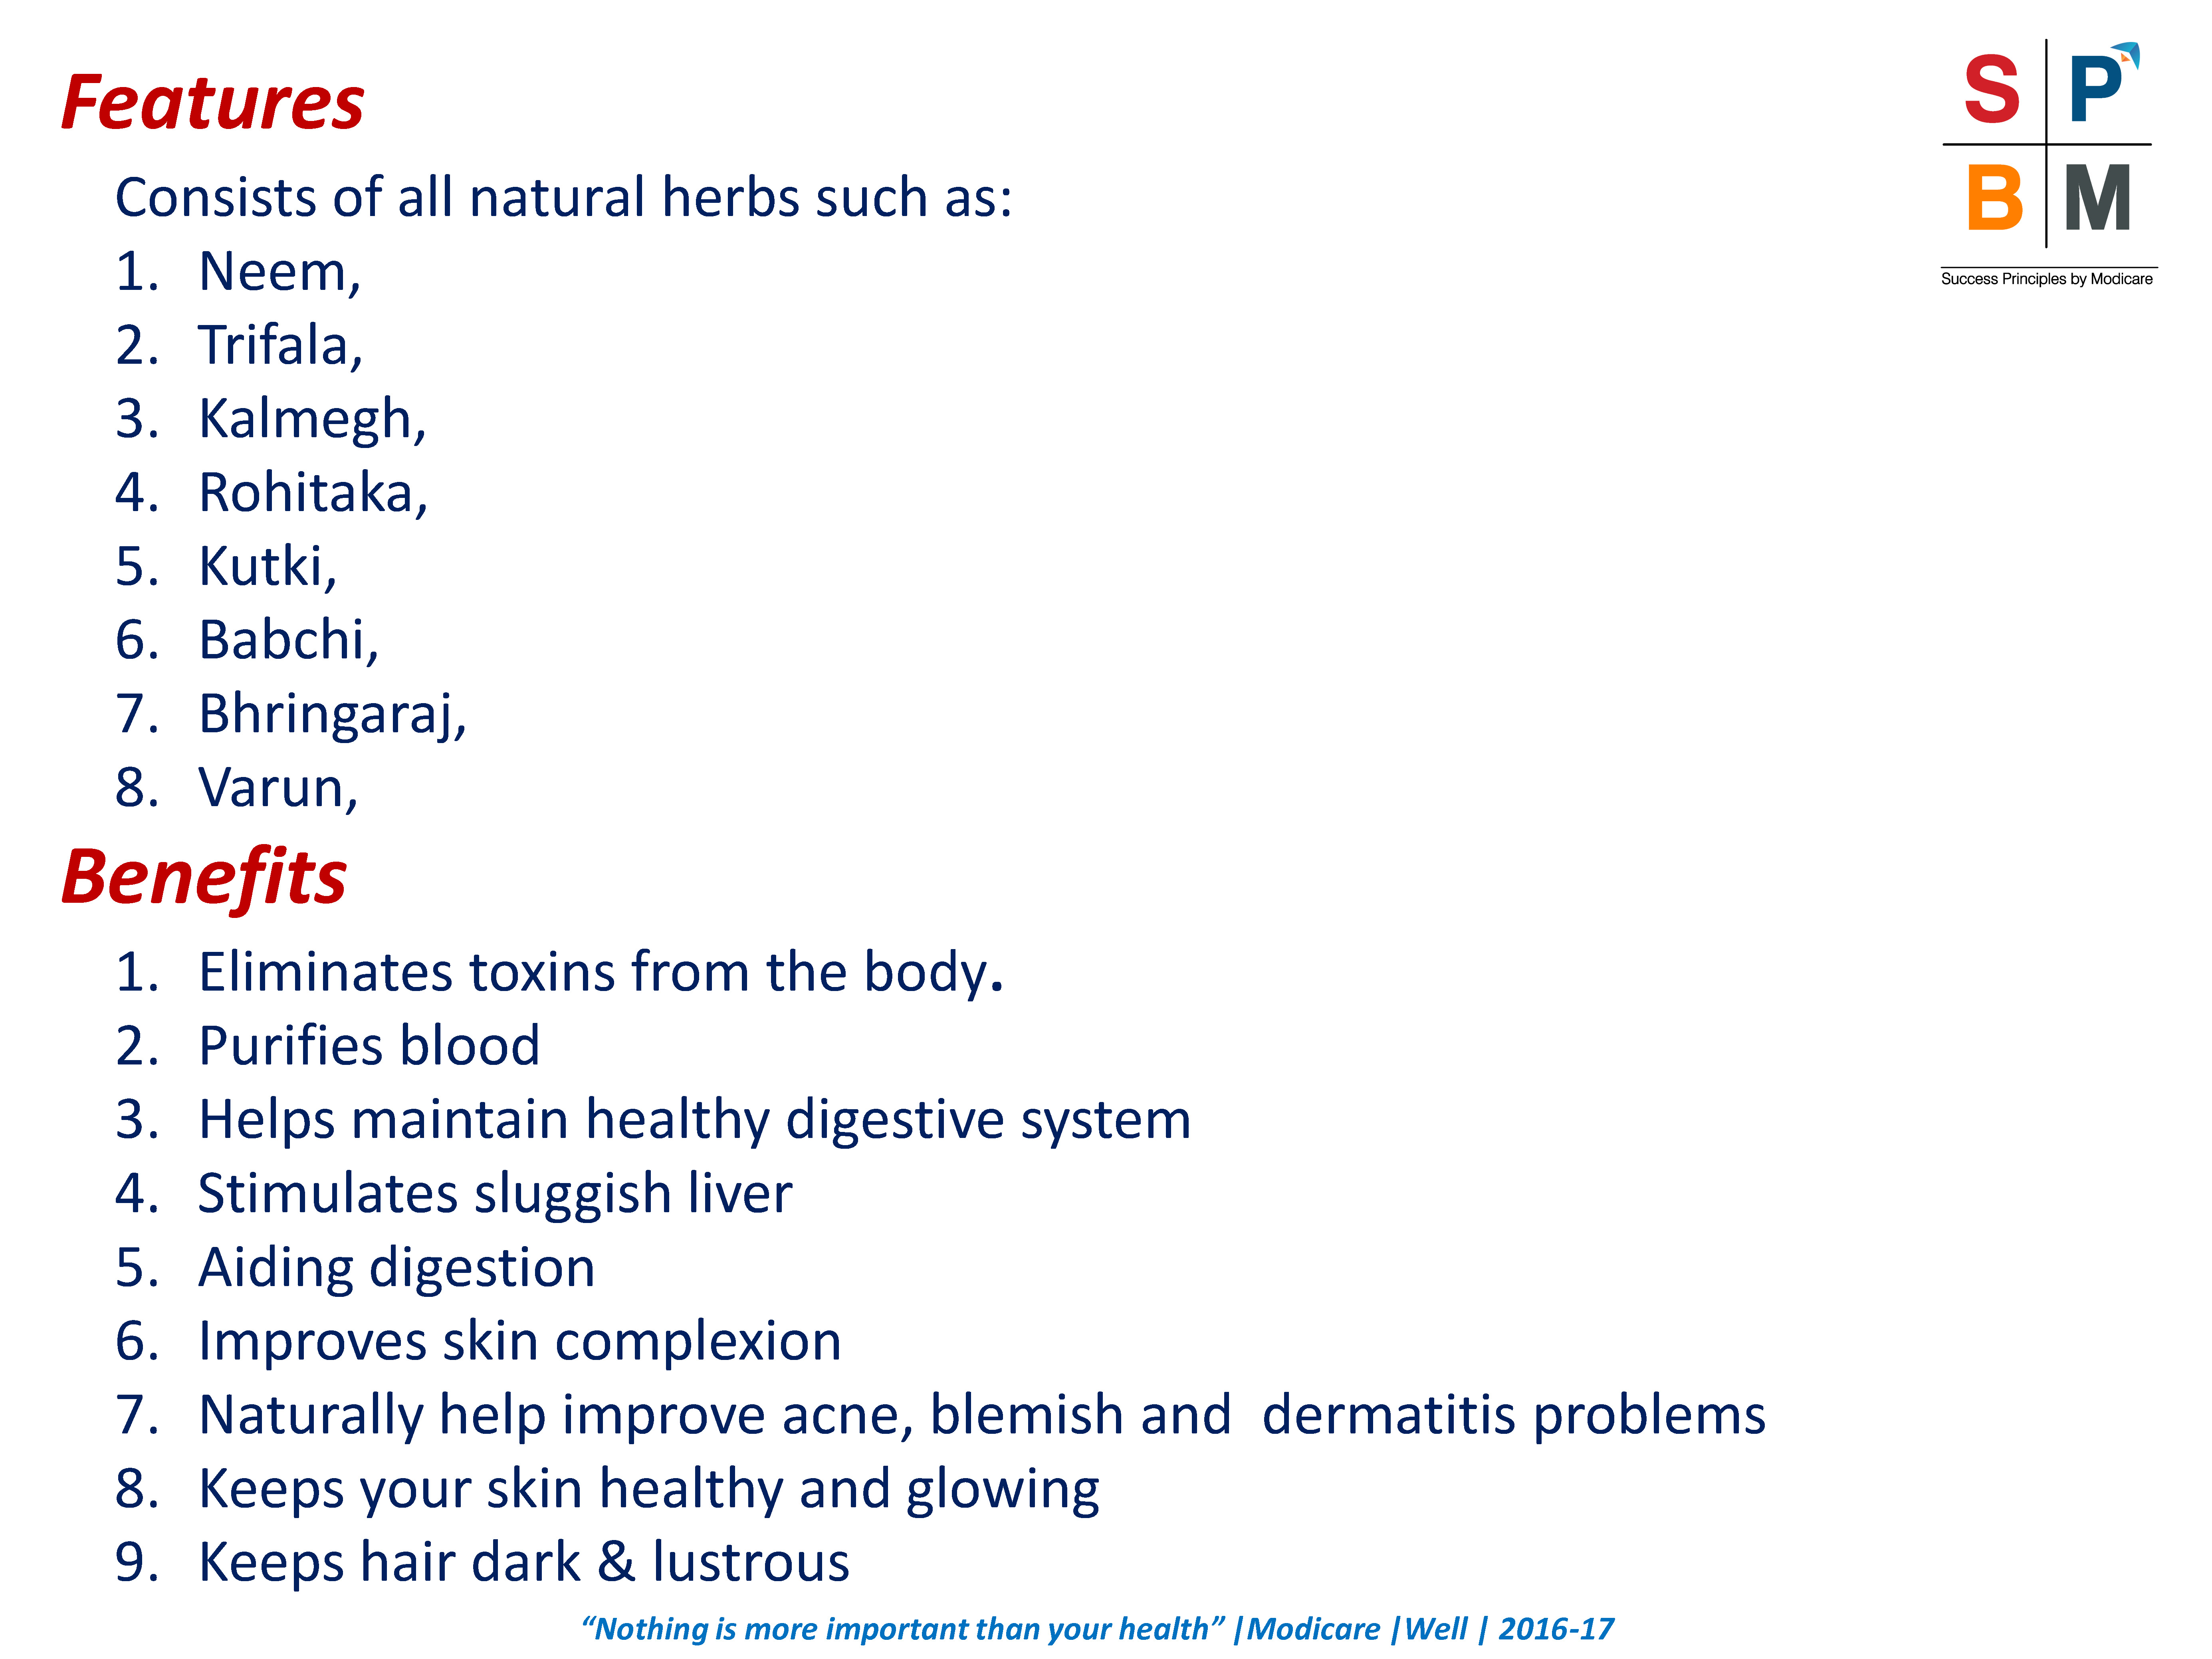 Features
Consists of all natural herbs such as:
1. Neem,
2. Trifala,
3. Kalmegh,
4. Rohitaka,
5. Kutki,
6. Babchi,
7. Bhringaraj,
8. Varun,
Benefits
1. Eliminates toxins from the body.
2. Purifies blood
3. Helps maintain healthy digestive system
4. Stimulates sluggish liver
5. Aiding digestion
6. Improves skin complexion
7. Naturally help improve acne, blemish and  dermatitis problems
8. Keeps your skin healthy and glowing
9. Keeps hair dark & lustrous
“Nothing is more important than your health” |Modicare |Well | 2016-17
S P
B M
Success Principles by Modicare